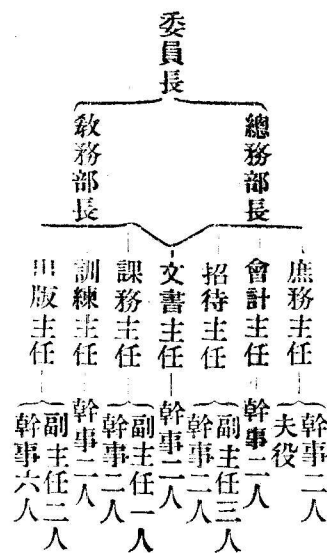 委員長
總務部長
敎務部長
庶務主任
幹事二人
夫役
會計主任
幹事二人
招待主任
副主任三人
幹事二人
文書主任
幹事二人
課務主任
副主任一人
幹事二人
訓練主任
幹事二人
出版主任
副主任二人
幹事六人